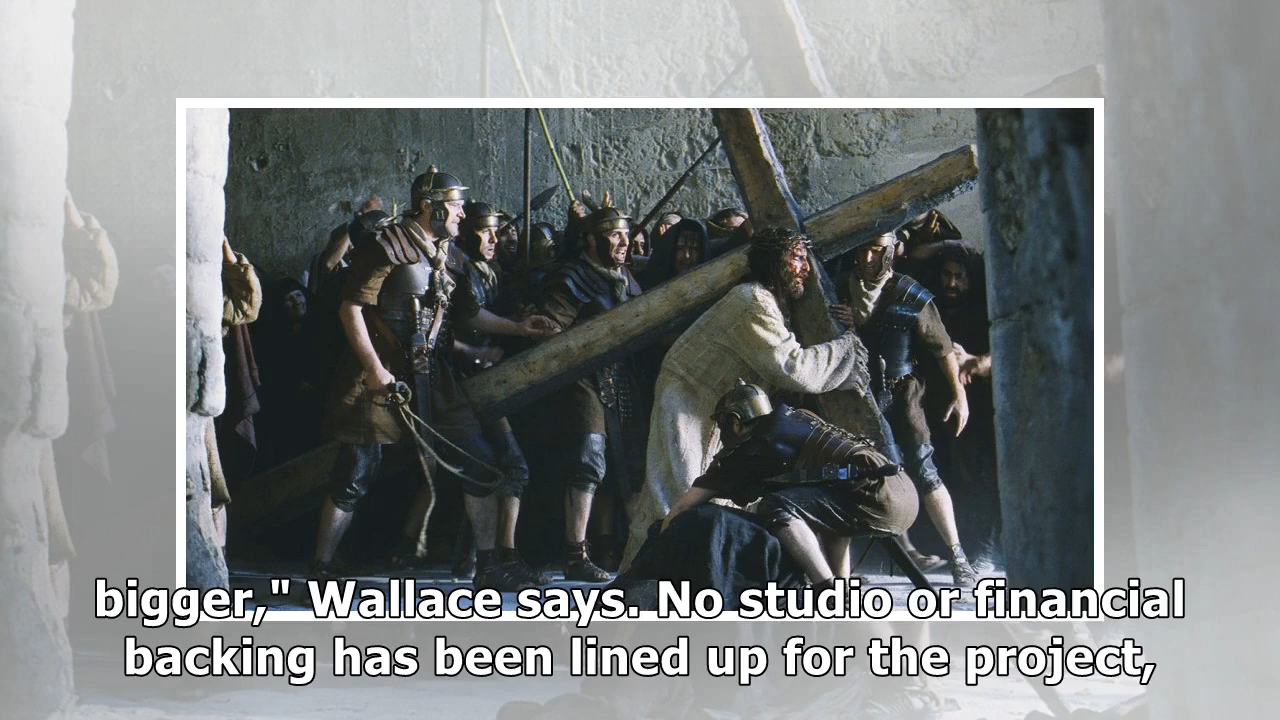 bigger," Wallace says. No studio or financial
backing has been lined up for the project,